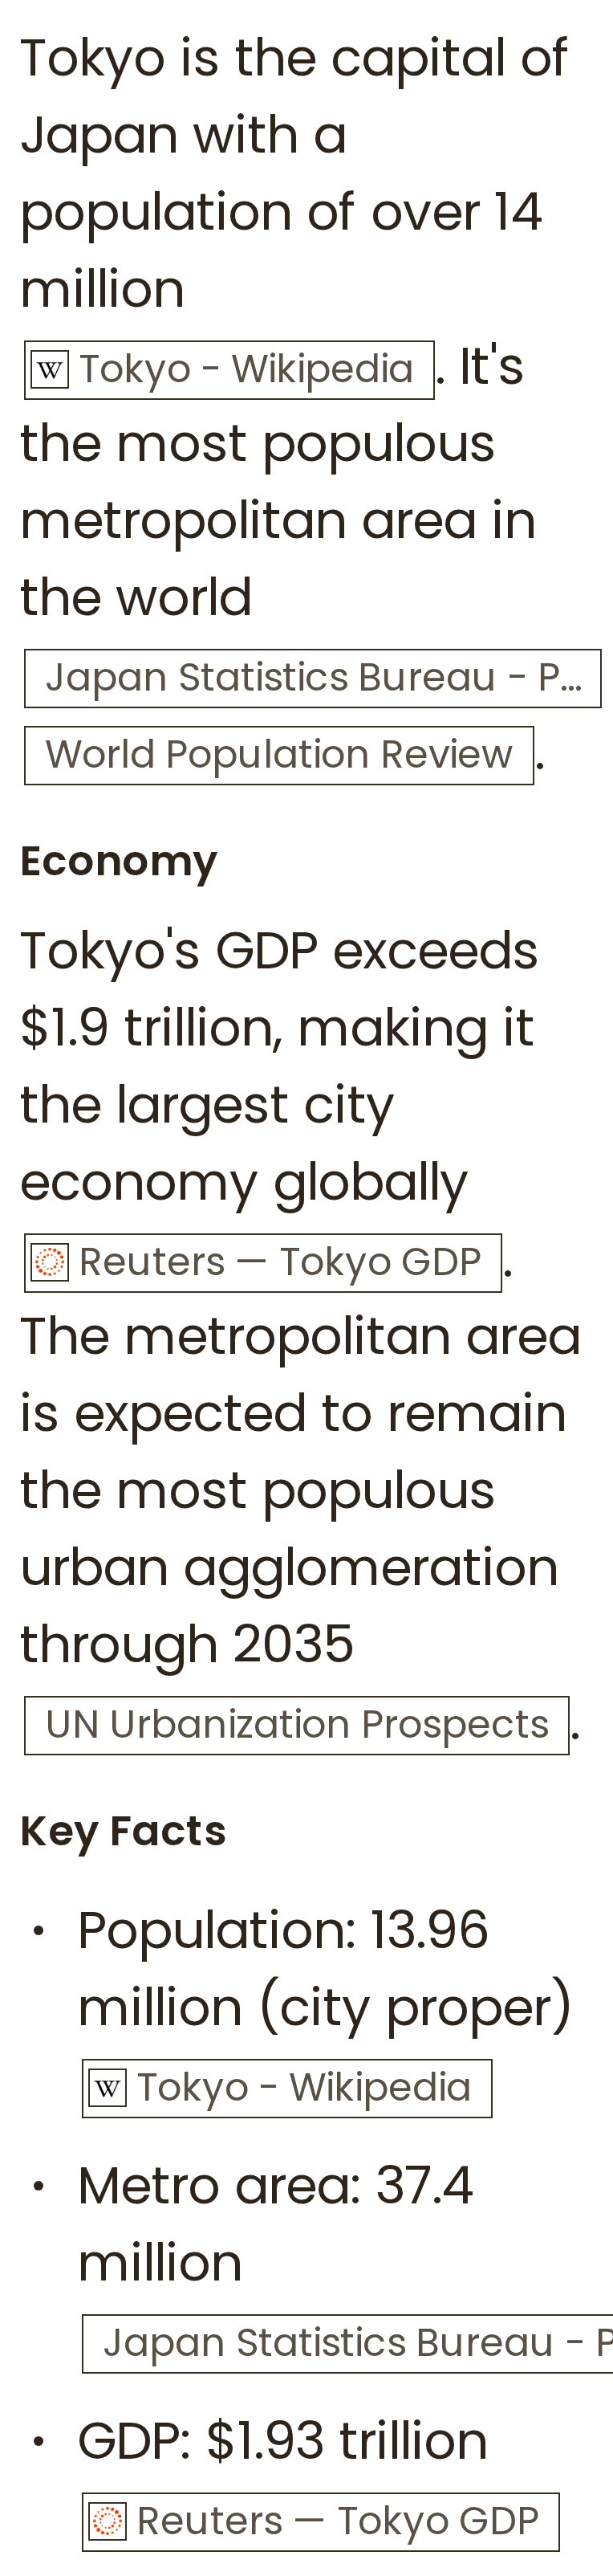 Tokyo is the capital of
Japan with a
population of over 14
million
W Tokyo - Wikipedia . It's
the most populous
metropolitan area in
the world
Japan Statistics Bureau - P...
World Population Review .
Economy
Tokyo's GDP exceeds
$1.9 trillion, making it
the largest city
economy globally
Reuters — Tokyo GDP .
The metropolitan area
is expected to remain
the most populous
urban agglomeration
through 2035
UN Urbanization Prospects .
Key Facts
• Population: 13.96
million (city proper)
W Tokyo - Wikipedia
• Metro area: 37.4
million
Japan Statistics Bureau - P
• GDP: $1.93 trillion
Reuters — Tokyo GDP